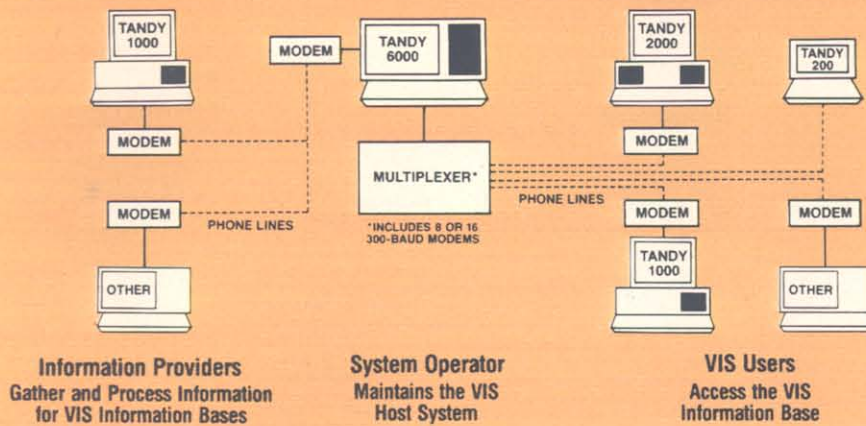 TANDY
1000
MODEM
MODEM
OTHER
PHONE LINES
MODEM
TANDY
6000
MULTIPLEXER*
*INCLUDES 8 OR 16
300-BAUD MODEMS
PHONE LINES
TANDY
2000
MODEM
TANDY
200
MODEM
TANDY
1000
MODEM
OTHER
Information Providers
Gather and Process Information
for VIS Information Bases
System Operator
Maintains the VIS
Host System
VIS Users
Access the VIS
Information Base